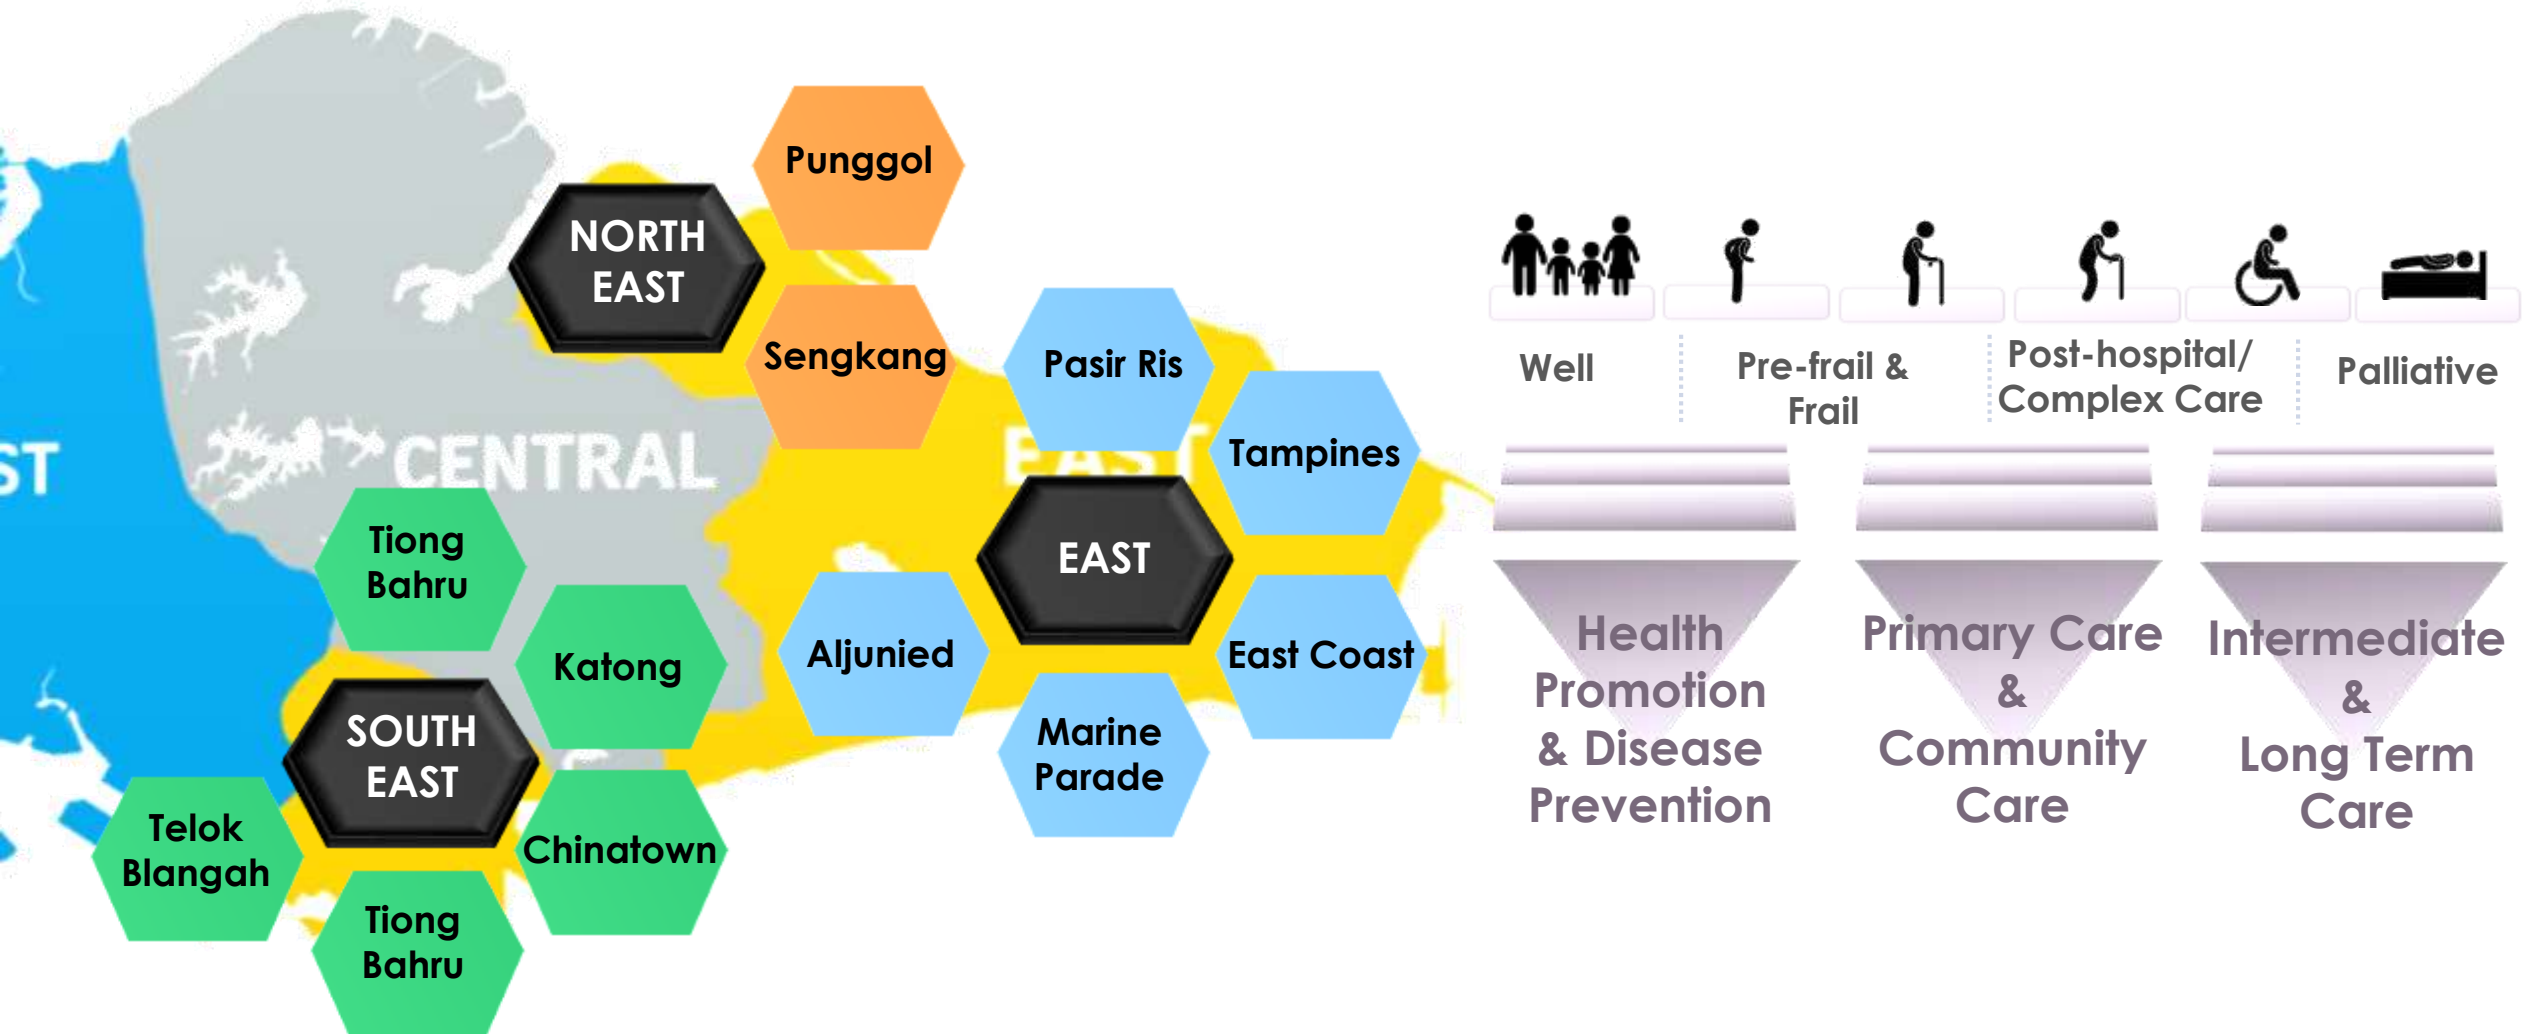 ST
CENTRAL
EAST
NORTH
EAST
Punggol
Sengkang
Pasir Ris
Tampines
EAST
Aljunied
East Coast
Marine
Parade
Tiong
Bahru
Katong
SOUTH
EAST
Chinatown
Telok
Blangah
Tiong
Bahru
Well
Pre-frail &
Frail
Post-hospital/
Complex Care
Palliative
Health
Promotion
& Disease
Prevention
Primary Care
&
Community
Care
Intermediate
&
Long Term
Care